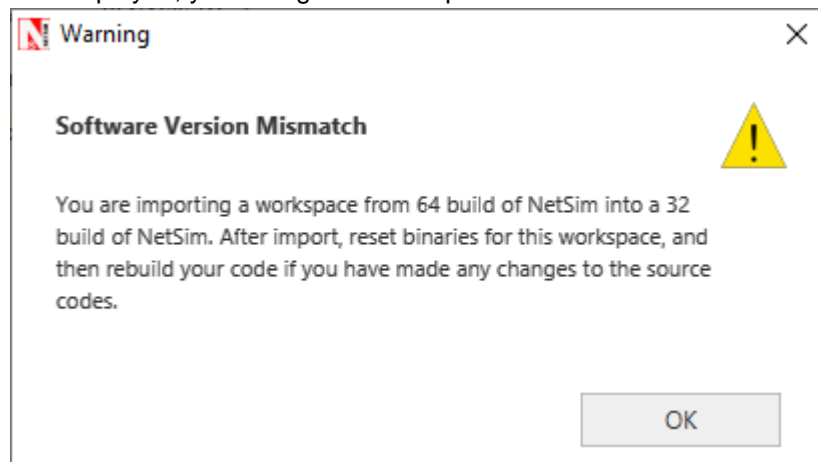 Warning
Software Version Mismatch
You are importing a workspace from 64 build of NetSim into a 32
build of NetSim. After import, reset binaries for this workspace, and
then rebuild your code if you have made any changes to the source
codes.
OK